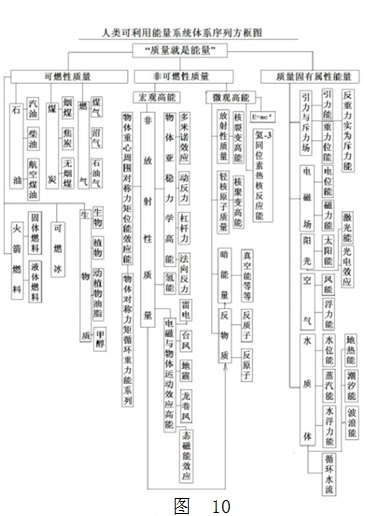 人类可利用能量系统体系序列方框图
“质量就是能量”
可燃性质量
非可燃性质量
质量固有属性能量
石油
汽油
柴油
航空煤油
煤炭
烟煤
焦炭
无烟煤
燃气
煤气
沼气
石油气
火箭燃料
固体燃料
液体燃料
可燃冰
生物质
生物
植物
动植物油脂
甲醇
宏观高能
微观高能
物体重心周围对称力矩位能效应能
物体对称力矩循环重力能系列
非放射性质量
物体亚稳力学高能
多米诺效应
动反力
杠杆力
法向反力
氢能
电磁与物体运动效应高能
雷电
台风
地震
龙卷风
态磁能效应
放射性质量
核裂变高能
轻核原子质量
核聚变高能
E=mc²
氦-3同位素热核反应能
暗能量
真空能等等
反物质
反质子
反原子
引力与斥力场
引力能
重力位能
反重力实为斥力能
电磁场
电位能
磁力能
阳光
太阳能
激光能
光电效应
空气
风能
浮力能
水质体
水位能
蒸汽能
水浮力能
循环水流
地热能
潮汐能
波浪能
图 10